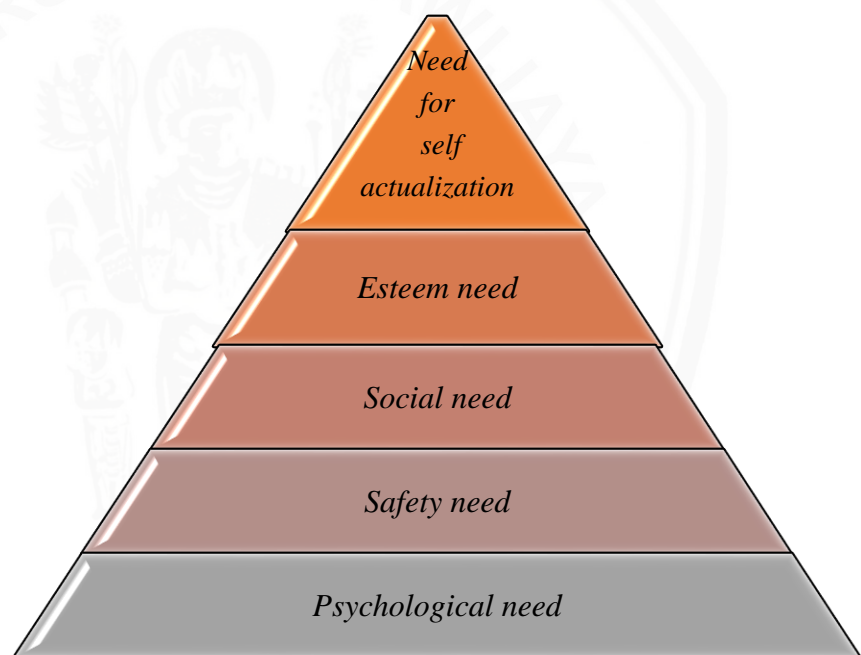 Need
for
self
actualization
Esteem need
Social need
Safety need
Psychological need